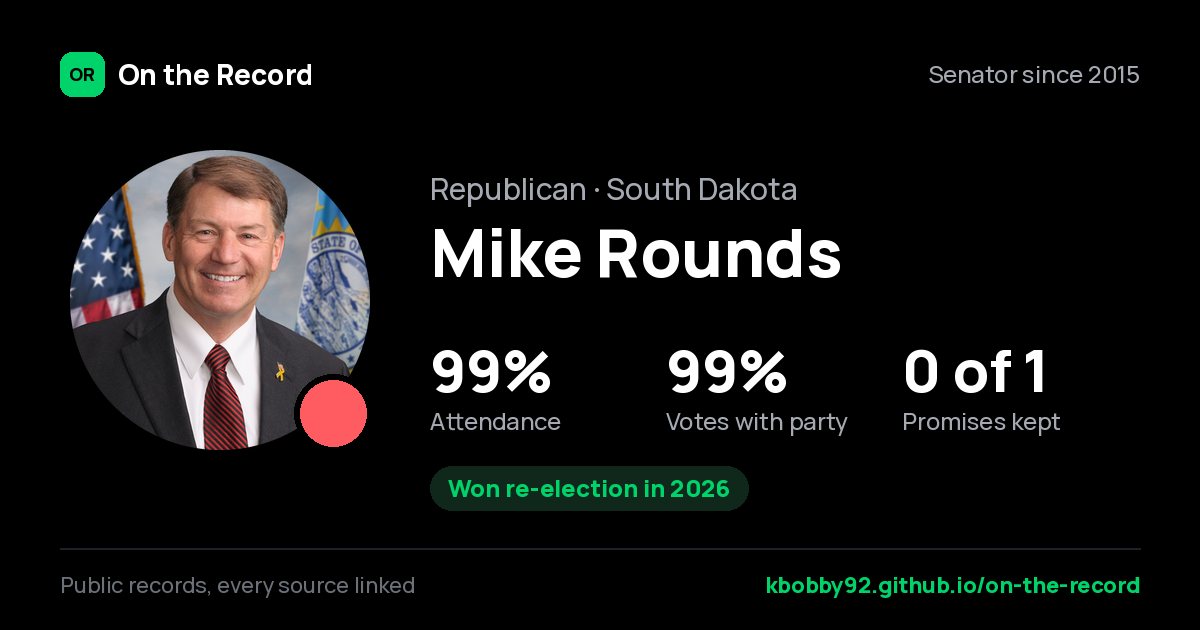 OR On the Record
Senator since 2015
STATE OF
Republican · South Dakota
Mike Rounds
99% 99% 0 of 1
Attendance Votes with party Promises kept
Won re-election in 2026
Public records, every source linked
kbobby92.github.io/on-the-record